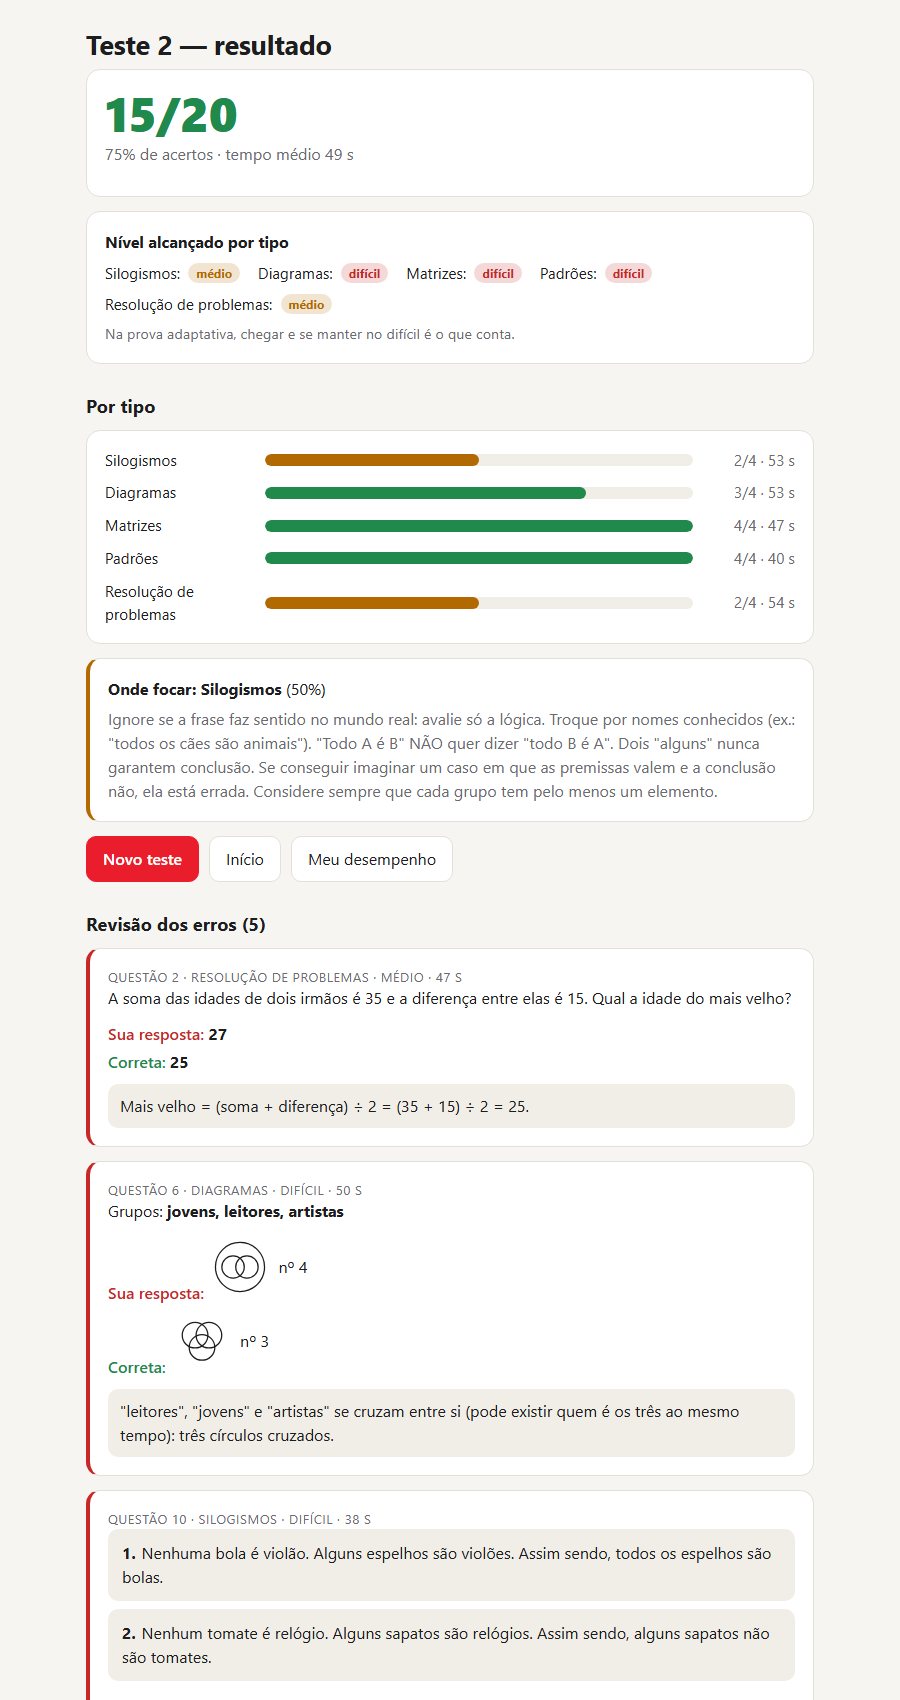 Teste 2 — resultado
15/20
75% de acertos · tempo médio 49 s
Nível alcançado por tipo
Silogismos: médio Diagramas: difícil Matrizes: difícil Padrões: difícil
Resolução de problemas: médio
Na prova adaptativa, chegar e se manter no difícil é o que conta.
Por tipo
Silogismos 2/4 · 53 s
Diagramas 3/4 · 53 s
Matrizes 4/4 · 47 s
Padrões 4/4 · 40 s
Resolução de
problemas 2/4 · 54 s
Onde focar: Silogismos (50%)
Ignore se a frase faz sentido no mundo real: avalie só a lógica. Troque por nomes conhecidos (ex.:
"todos os cães são animais"). "Todo A é B" NÃO quer dizer "todo B é A". Dois "alguns" nunca
garantem conclusão. Se conseguir imaginar um caso em que as premissas valem e a conclusão
não, ela está errada. Considere sempre que cada grupo tem pelo menos um elemento.
Novo teste Início Meu desempenho
Revisão dos erros (5)
QUESTÃO 2 · RESOLUÇÃO DE PROBLEMAS · MÉDIO · 47 S
A soma das idades de dois irmãos é 35 e a diferença entre elas é 15. Qual a idade do mais velho?
Sua resposta: 27
Correta: 25
Mais velho = (soma + diferença) ÷ 2 = (35 + 15) ÷ 2 = 25.
QUESTÃO 6 · DIAGRAMAS · DIFÍCIL · 50 S
Grupos: jovens, leitores, artistas
Sua resposta: nº 4
Correta: nº 3
"leitores", "jovens" e "artistas" se cruzam entre si (pode existir quem é os três ao mesmo
tempo): três círculos cruzados.
QUESTÃO 10 · SILOGISMOS · DIFÍCIL · 38 S
1. Nenhuma bola é violão. Alguns espelhos são violões. Assim sendo, todos os espelhos são
bolas.
2. Nenhum tomate é relógio. Alguns sapatos são relógios. Assim sendo, alguns sapatos não
são tomates.